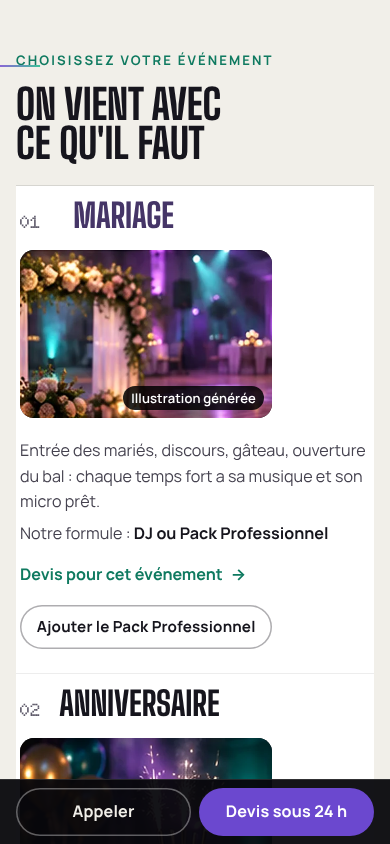 CHOISISSEZ VOTRE ÉVÉNEMENT
ON VIENT AVEC
CE QU'IL FAUT
01 MARIAGE
Illustration générée
Entrée des mariés, discours, gâteau, ouverture
du bal : chaque temps fort a sa musique et son
micro prêt.
Notre formule : DJ ou Pack Professionnel
Devis pour cet événement →
Ajouter le Pack Professionnel
02 ANNIVERSAIRE
Appeler
Devis sous 24 h